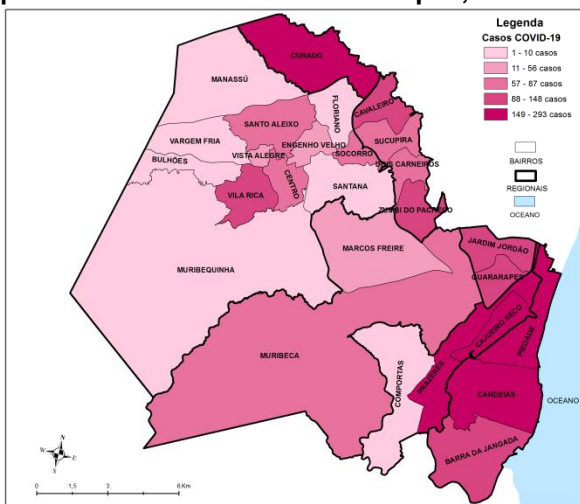 Legenda
Casos COVID-19
1 - 10 casos
11 - 56 casos
57 - 87 casos
88 - 148 casos
149 - 293 casos
BAIRROS
REGIONAIS
OCEANO
CURADO
MANASSÚ
FLORIANO
CAVALEIRO
SANTO ALEIXO
VARGEM FRIA
ENGENHO VELHO
SUCUPIRA
BULHÕES
VISTA ALEGRE
SOCORRO
DOIS CARNEIROS
CENTRO
SANTANA
VILA RICA
ZUMBI DO PACHECO
MARCOS FREIRE
JARDIM JORDÃO
MURIBEQUINHA
GUARARAPES
CAJUEIRO SECO
PIEDADE
MURIBECA
COMPORTAS
PRAZERES
CANDEIAS
OCEANO
BARRA DA JANGADA
N
W
E
S
0 1,5 3 6 Km